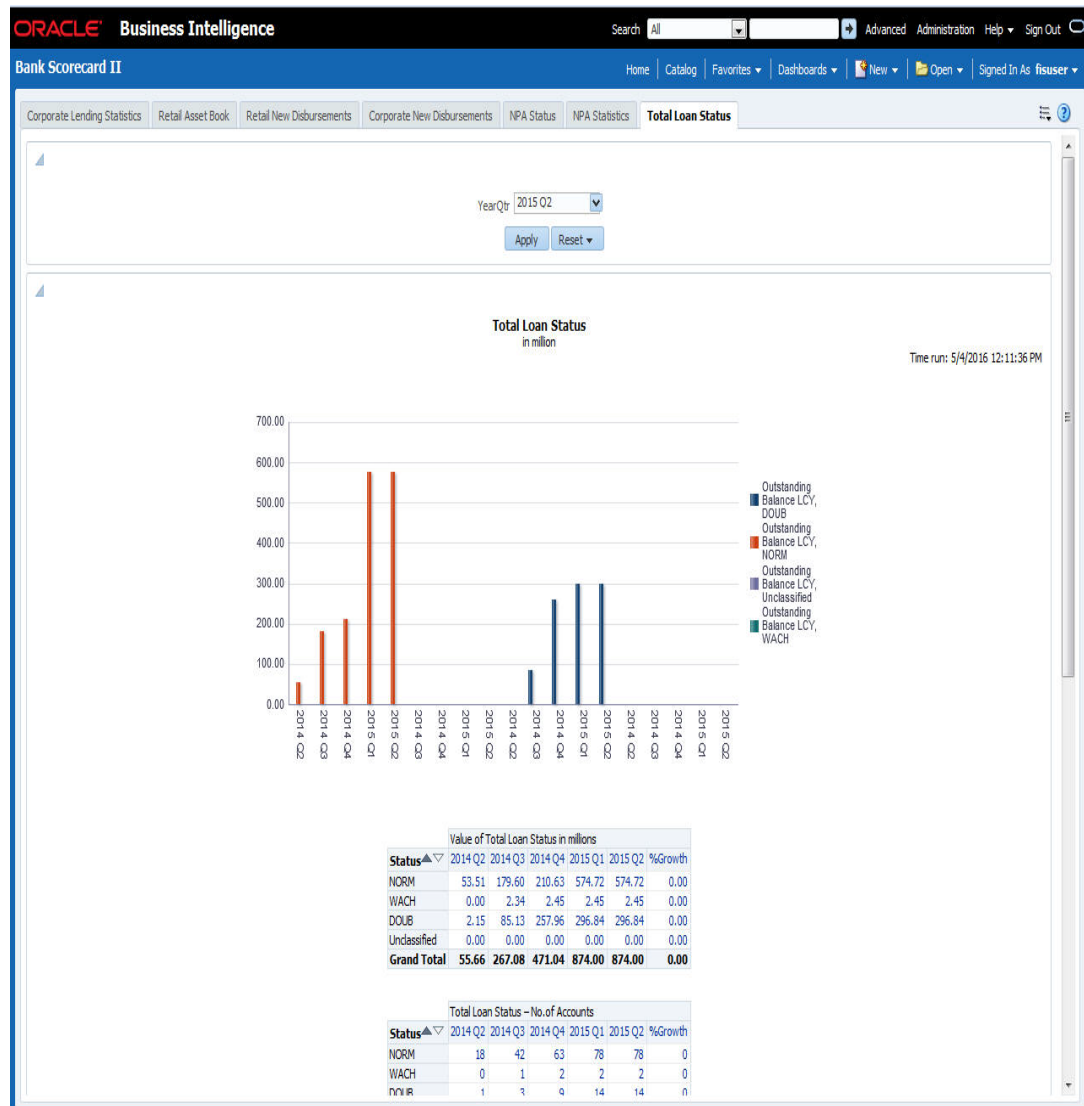 ORACLE Business Intelligence
Search All Advanced Administration Help Sign Out
Bank Scorecard II
Home Catalog Favorites Dashboards New Open Signed In As fisuser
Corporate Lending Statistics Retail Asset Book Retail New Disbursements Corporate New Disbursements NPA Status NPA Statistics Total Loan Status
YearQtr 2015 Q2
Apply Reset
Total Loan Status
in million
Time run: 5/4/2016 12:11:36 PM
700.00
600.00
500.00
400.00
300.00
200.00
100.00
0.00
2014 Q2 2014 Q3 2014 Q4 2015 Q1 2015 Q2 2014 Q3 2014 Q4 2015 Q1 2015 Q2 2014 Q2 2014 Q3 2014 Q4 2015 Q1 2015 Q2 2014 Q2 2014 Q3 2014 Q4 2015 Q1 2015 Q2
Outstanding
Balance LCY,
DOUB
Outstanding
Balance LCY,
NORM
Outstanding
Balance LCY,
Unclassified
Outstanding
Balance LCY,
WACH
Value of Total Loan Status in millions
Status 2014 Q2 2014 Q3 2014 Q4 2015 Q1 2015 Q2 %Growth
NORM 53.51 179.60 210.63 574.72 574.72 0.00
WACH 0.00 2.34 2.45 2.45 2.45 0.00
DOUB 2.15 85.13 257.96 296.84 296.84 0.00
Unclassified 0.00 0.00 0.00 0.00 0.00 0.00
Grand Total 55.66 267.08 471.04 874.00 874.00 0.00
Total Loan Status – No.of Accounts
Status 2014 Q2 2014 Q3 2014 Q4 2015 Q1 2015 Q2 %Growth
NORM 18 42 63 78 78 0
WACH 0 1 2 2 2 0
DOUB 1 3 9 14 14 0